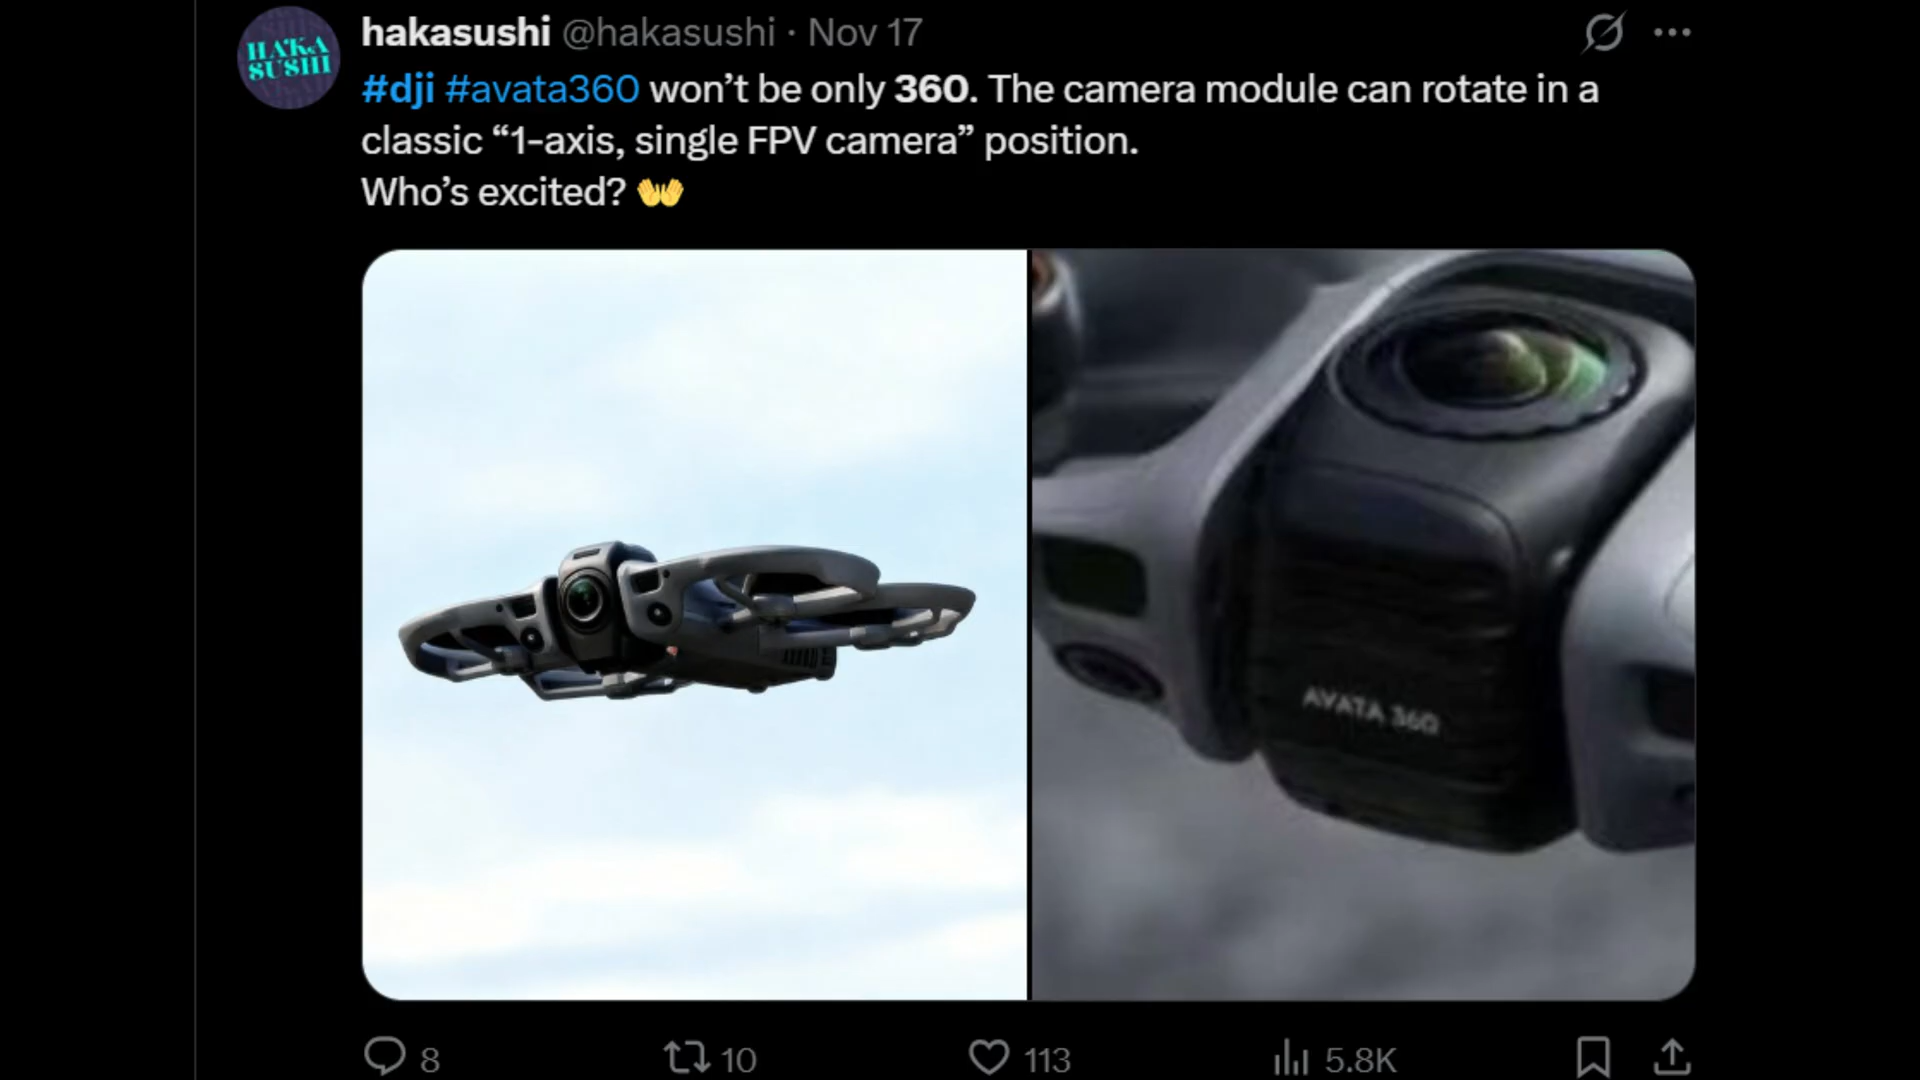 HAKA
SUSHI
hakasushi @hakasushi · Nov 17
#dji #avata360 won’t be only 360. The camera module can rotate in a
classic “1-axis, single FPV camera” position.
Who’s excited? 👐
AVATA 360
8 10 113 5.8K